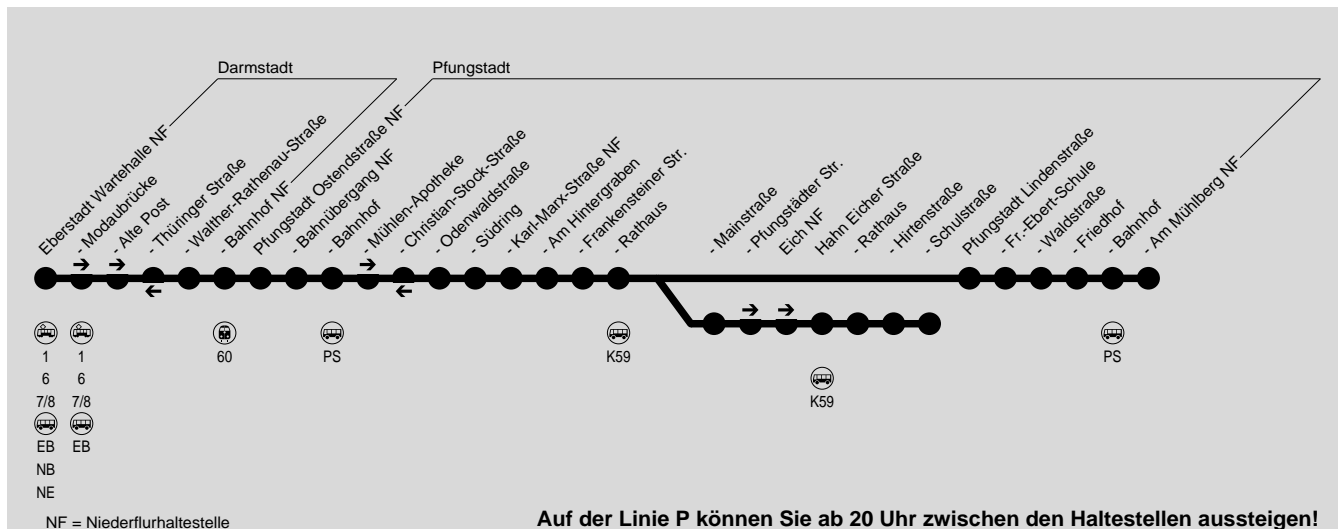 Darmstadt
Pfungstadt
Eberstadt Wartehalle NF
- Modaubrücke
- Alte Post
- Thüringer Straße
- Walther-Rathenau-Straße
- Bahnhof NF
Pfungstadt Ostendstraße NF
- Bahnübergang NF
- Bahnhof
- Mühlen-Apotheke
- Christian-Stock-Straße
- Odenwaldstraße
- Südring
- Karl-Marx-Straße NF
- Am Hintergraben
- Frankensteiner Str.
- Rathaus
- Mainstraße
- Pfungstädter Str.
Eich NF
Hahn Eicher Straße
- Rathaus
- Hirtenstraße
- Schulstraße
Pfungstadt Lindenstraße
- Fr.-Ebert-Schule
- Waldstraße
- Friedhof
- Bahnhof
- Am Mühlberg NF
1 1 60 PS K59 PS
6 6
7/8 7/8 K59
EB EB
NB
NE
NF = Niederflurhaltestelle
Auf der Linie P können Sie ab 20 Uhr zwischen den Haltestellen aussteigen!